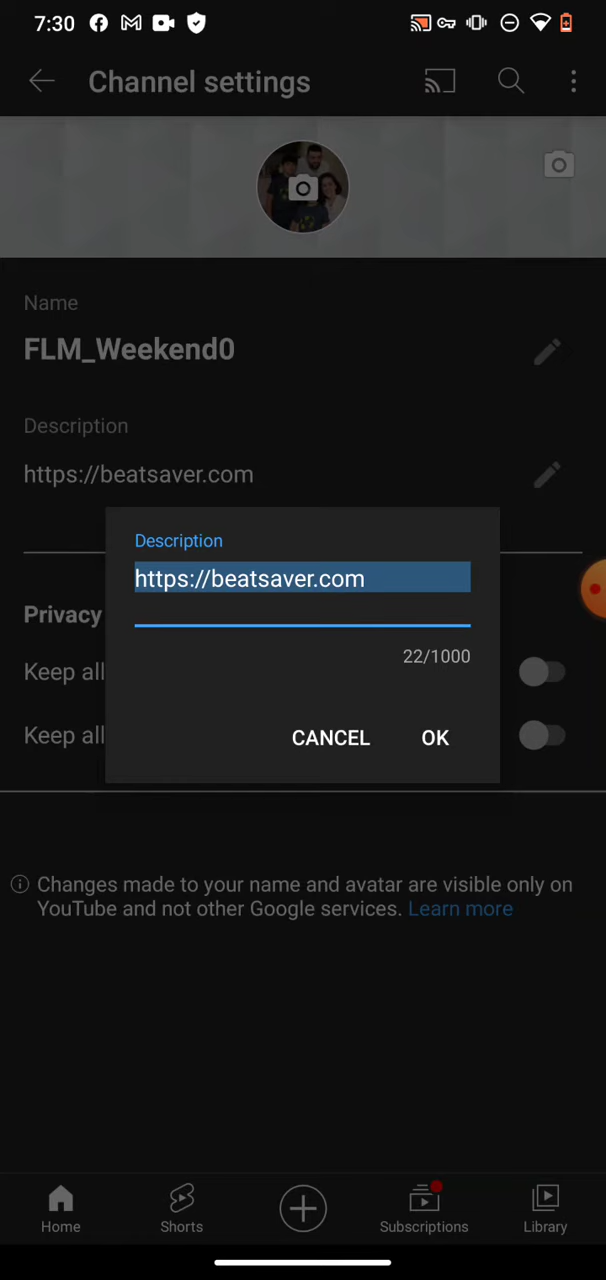 7:30
Channel settings
Name
FLM_Weekend0
Description
https://beatsaver.com
Description
https://beatsaver.com
22/1000
Privacy
Keep all
CANCEL
OK
Keep all
Changes made to your name and avatar are visible only on
YouTube and not other Google services. Learn more
Home
Shorts
Subscriptions
Library